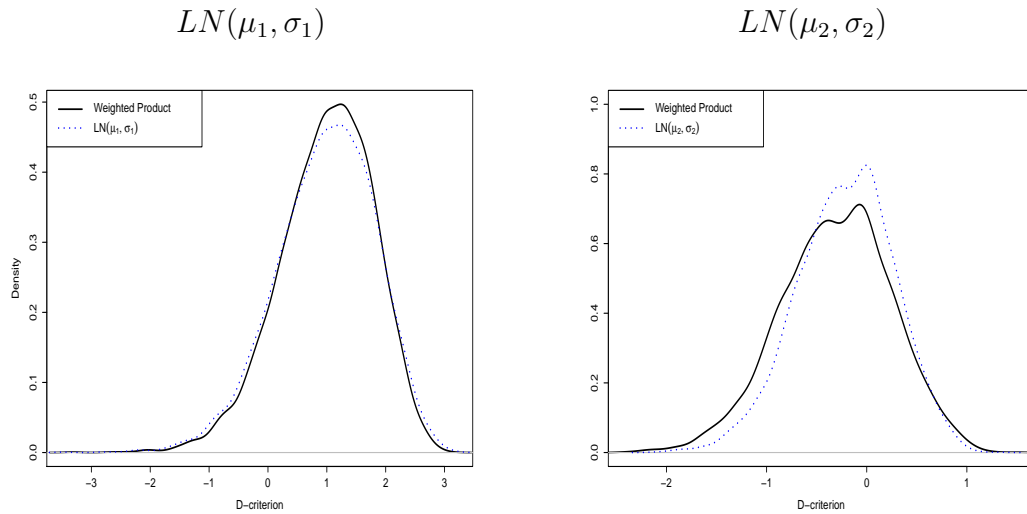 LN(μ₁, σ₁)
LN(μ₂, σ₂)
Weighted Product
LN(μ₁, σ₁)
Density
0.0
0.1
0.2
0.3
0.4
0.5
−3
−2
−1
0
1
2
3
D−criterion
Weighted Product
LN(μ₂, σ₂)
0.0
0.2
0.4
0.6
0.8
1.0
−2
−1
0
1
D−criterion